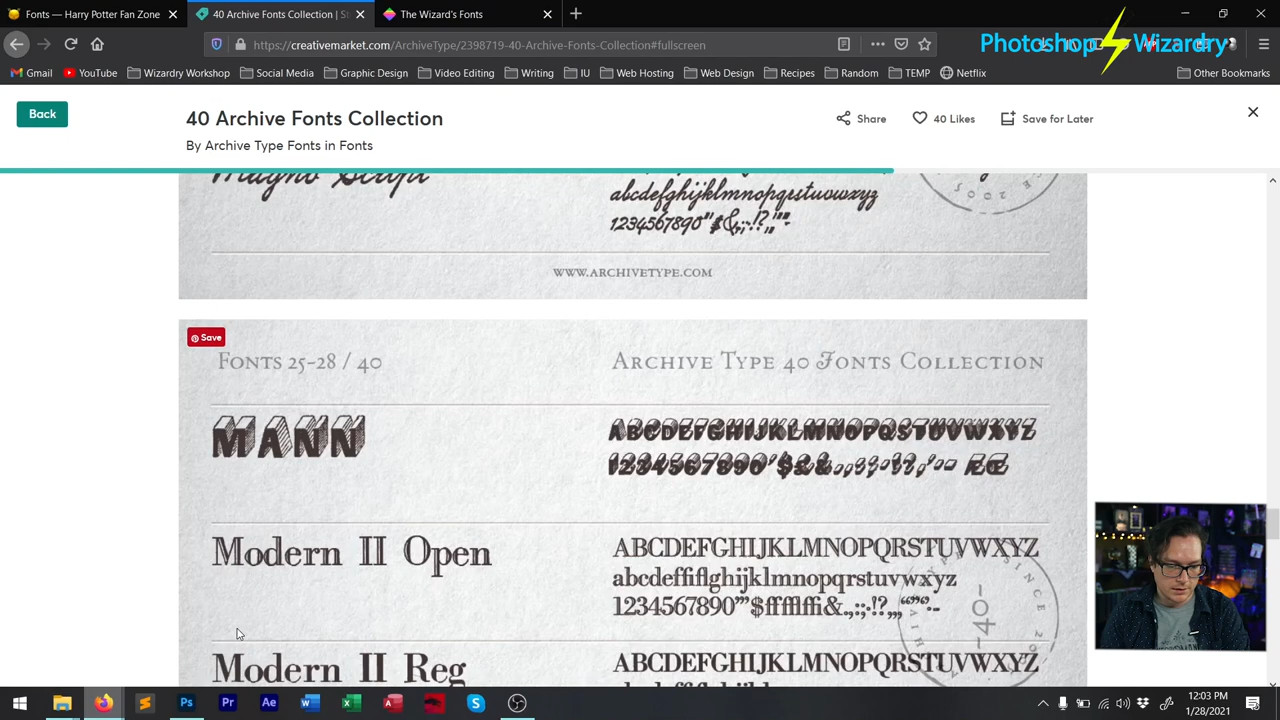 Fonts — Harry Potter Fan Zone
40 Archive Fonts Collection | St
The Wizard's Fonts
https://creativemarket.com/ArchiveType/2398719-40-Archive-Fonts-Collection#fullscreen
Photoshop Wizardry
Gmail YouTube Wizardry Workshop Social Media Graphic Design Video Editing Writing IU Web Hosting Web Design Recipes Random TEMP Netflix Other Bookmarks
Back
40 Archive Fonts Collection
By Archive Type Fonts in Fonts
Share 40 Likes Save for Later
Magno Script
abcdefghijklmnopqrstuvwxyz
WWW.ARCHIVETYPE.COM
Save
Fonts 25-28 / 40 Archive Type 40 Fonts Collection
MANN ABCDEFGHIJKLMNOPQRSTUVWXYZ
Modern II Open ABCDEFGHIJKLMNOPQRSTUVWXYZ
abcdeffiflghijklmnopqrstuvwxyz
-40-
Modern II Reg ABCDEFGHIJKLMNOPQRSTUVWXYZ
12:03 PM
1/28/2021